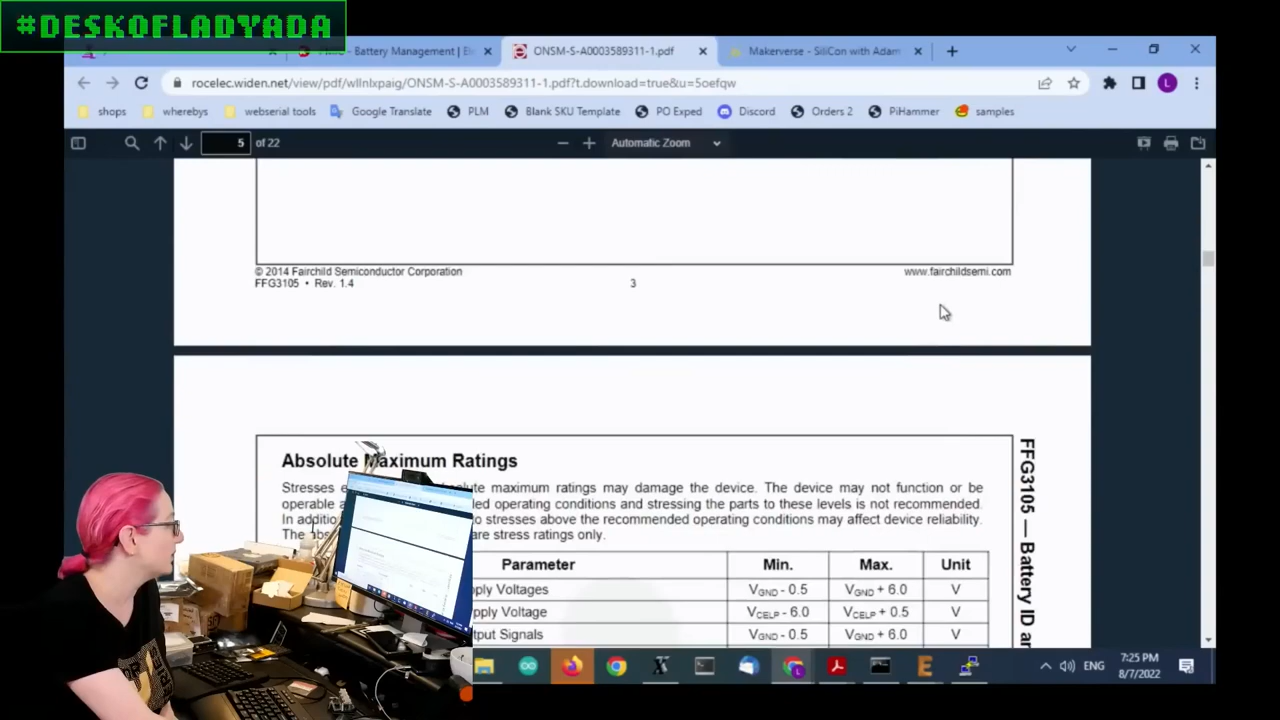 #DESKOFLADYADA
- Battery Management | El
ONSM-S-A0003589311-1.pdf
Makerverse - SiliCon with Adam
rocelec.widen.net/view/pdf/wllnlxpaig/ONSM-S-A0003589311-1.pdf?t.download=true&u=5oefqw
L
shops
wherebys
webserial tools
Google Translate
PLM
Blank SKU Template
PO Exped
Discord
Orders 2
PiHammer
samples
5 of 22
Automatic Zoom
© 2014 Fairchild Semiconductor Corporation
www.fairchildsemi.com
FFG3105 • Rev. 1.4
3
Absolute Maximum Ratings
Stresses e olute maximum ratings may damage the device. The device may not function or be
operable a led operating conditions and stressing the parts to these levels is not recommended.
In additio o stresses above the recommended operating conditions may affect device reliability.
The abs are stress ratings only.
Parameter Min. Max. Unit
ply Voltages VGND - 0.5 VGND + 6.0 V
pply Voltage VCELP - 6.0 VCELP + 0.5 V
tput Signals VGND - 0.5 VGND + 6.0 V
FFG3105 — Battery ID ar
ENG
7:25 PM
8/7/2022